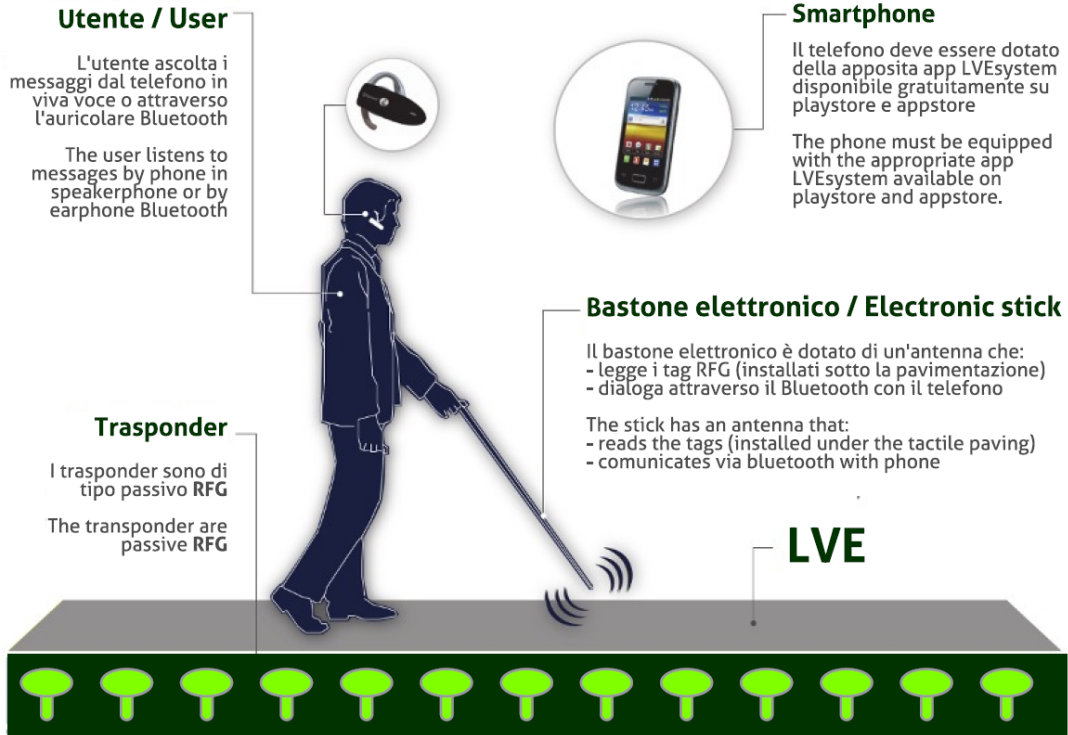 Utente / User
L'utente ascolta i
messaggi dal telefono in
viva voce o attraverso
l'auricolare Bluetooth
The user listens to
messages by phone in
speakerphone or by
earphone Bluetooth
Smartphone
Il telefono deve essere dotato
della apposita app LVEsystem
disponibile gratuitamente su
playstore e appstore
The phone must be equipped
with the appropriate app
LVEsystem available on
playstore and appstore.
Bastone elettronico / Electronic stick
Il bastone elettronico è dotato di un'antenna che:
- legge i tag RFG (installati sotto la pavimentazione)
- dialoga attraverso il Bluetooth con il telefono
The stick has an antenna that:
- reads the tags (installed under the tactile paving)
- comunicates via bluetooth with phone
Trasponder
I trasponder sono di
tipo passivo RFG
The transponder are
passive RFG
LVE